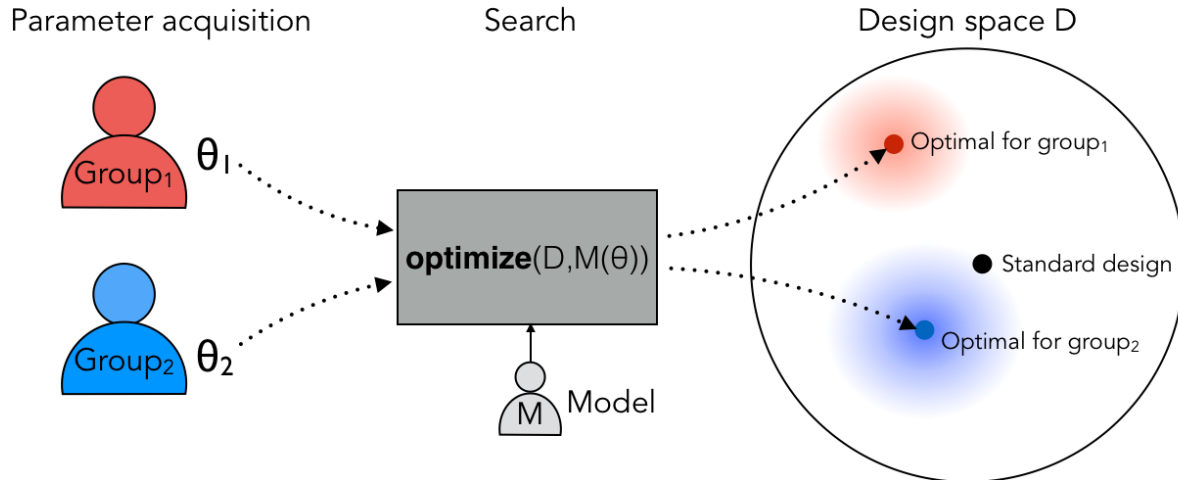 Parameter acquisition
Search
Design space D
Group₁
θ₁
Optimal for group₁
optimize(D,M(θ))
Standard design
Group₂
θ₂
Optimal for group₂
M
Model